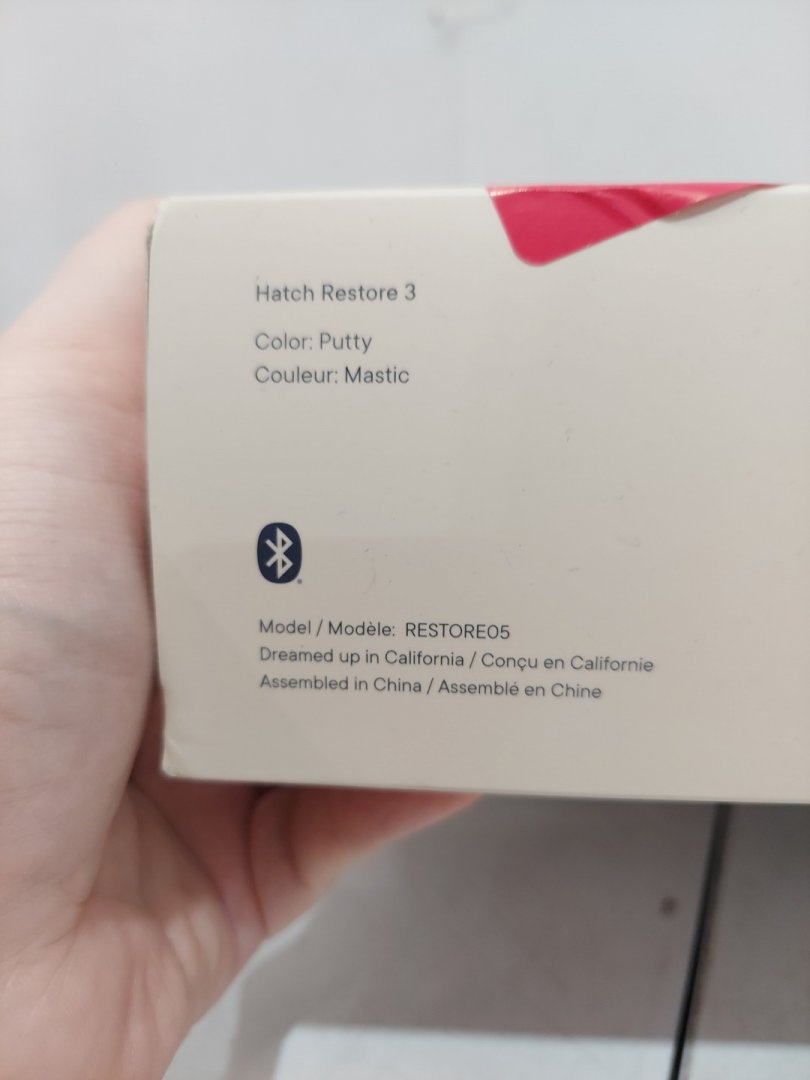 Hatch Restore 3
Color: Putty
Couleur: Mastic
Model / Modèle: RESTORE05
Dreamed up in California / Conçu en Californie
Assembled in China / Assemblé en Chine